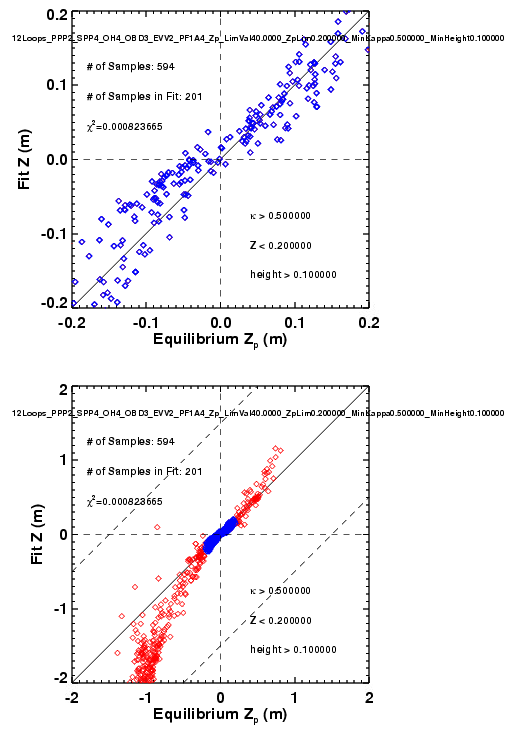 0.2
12Loops_PPP2_SPP4_OH4_OBD3_EVV2_PF1A4_Zp_LimVal40.0000_ZpLim0.200000_MinKappa0.500000_MinHeight0.100000
# of Samples: 594
0.1
# of Samples in Fit: 201
χ²=0.000823665
Fit Z (m)
0.0
κ > 0.500000
-0.1
Z < 0.200000
height > 0.100000
-0.2
-0.2 -0.1 0.0 0.1 0.2
Equilibrium Zp (m)
2
12Loops_PPP2_SPP4_OH4_OBD3_EVV2_PF1A4_Zp_LimVal40.0000_ZpLim0.200000_MinKappa0.500000_MinHeight0.100000
# of Samples: 594
1
# of Samples in Fit: 201
χ²=0.000823665
Fit Z (m)
0
κ > 0.500000
-1
Z < 0.200000
height > 0.100000
-2
-2 -1 0 1 2
Equilibrium Zp (m)